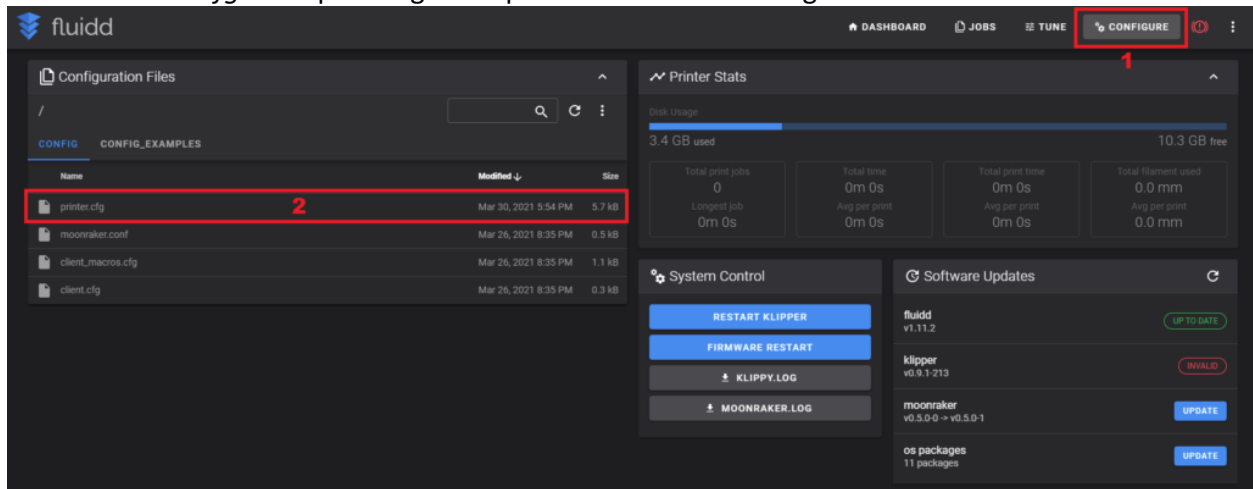 fluidd
DASHBOARD JOBS TUNE CONFIGURE
1
Configuration Files
/
CONFIG CONFIG_EXAMPLES
Name Modified ↓ Size
printer.cfg 2 Mar 30, 2021 5:54 PM 5.7 kB
moonraker.conf Mar 26, 2021 8:35 PM 0.5 kB
client_macros.cfg Mar 26, 2021 8:35 PM 1.1 kB
client.cfg Mar 26, 2021 8:35 PM 0.3 kB
Printer Stats
Disk Usage
3.4 GB used 10.3 GB free
Total print jobs Total time Total print time Total filament used
0 0m 0s 0m 0s 0.0 mm
Longest job Avg per print Avg per print Avg per print
0m 0s 0m 0s 0m 0s 0.0 mm
System Control
RESTART KLIPPER
FIRMWARE RESTART
KLIPPY.LOG
MOONRAKER.LOG
Software Updates
fluidd
v1.11.2
UP TO DATE
klipper
v0.9.1-213
INVALID
moonraker
v0.5.0-0 -> v0.5.0-1
UPDATE
os packages
11 packages
UPDATE